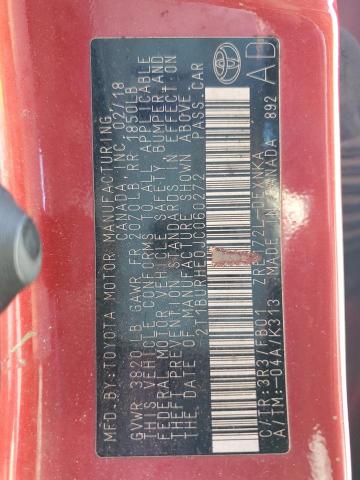 MFD.BY:TOYOTA MOTOR MANUFACTURING
CANADA, INC. 02/18
GVWR 3820LB GAWR FR 2070LB RR 1850LB
THIS VEHICLE CONFORMS TO ALL APPLICABLE
FEDERAL MOTOR VEHICLE SAFETY, BUMPER, AND
THEFT PREVENTION STANDARDS IN EFFECT ON
THE DATE OF MANUFACTURE SHOWN ABOVE.
PASS.CAR
C/TR: 3R3/FB01
A/TM: -04A/K313 MADE IN CANADA 892
AD